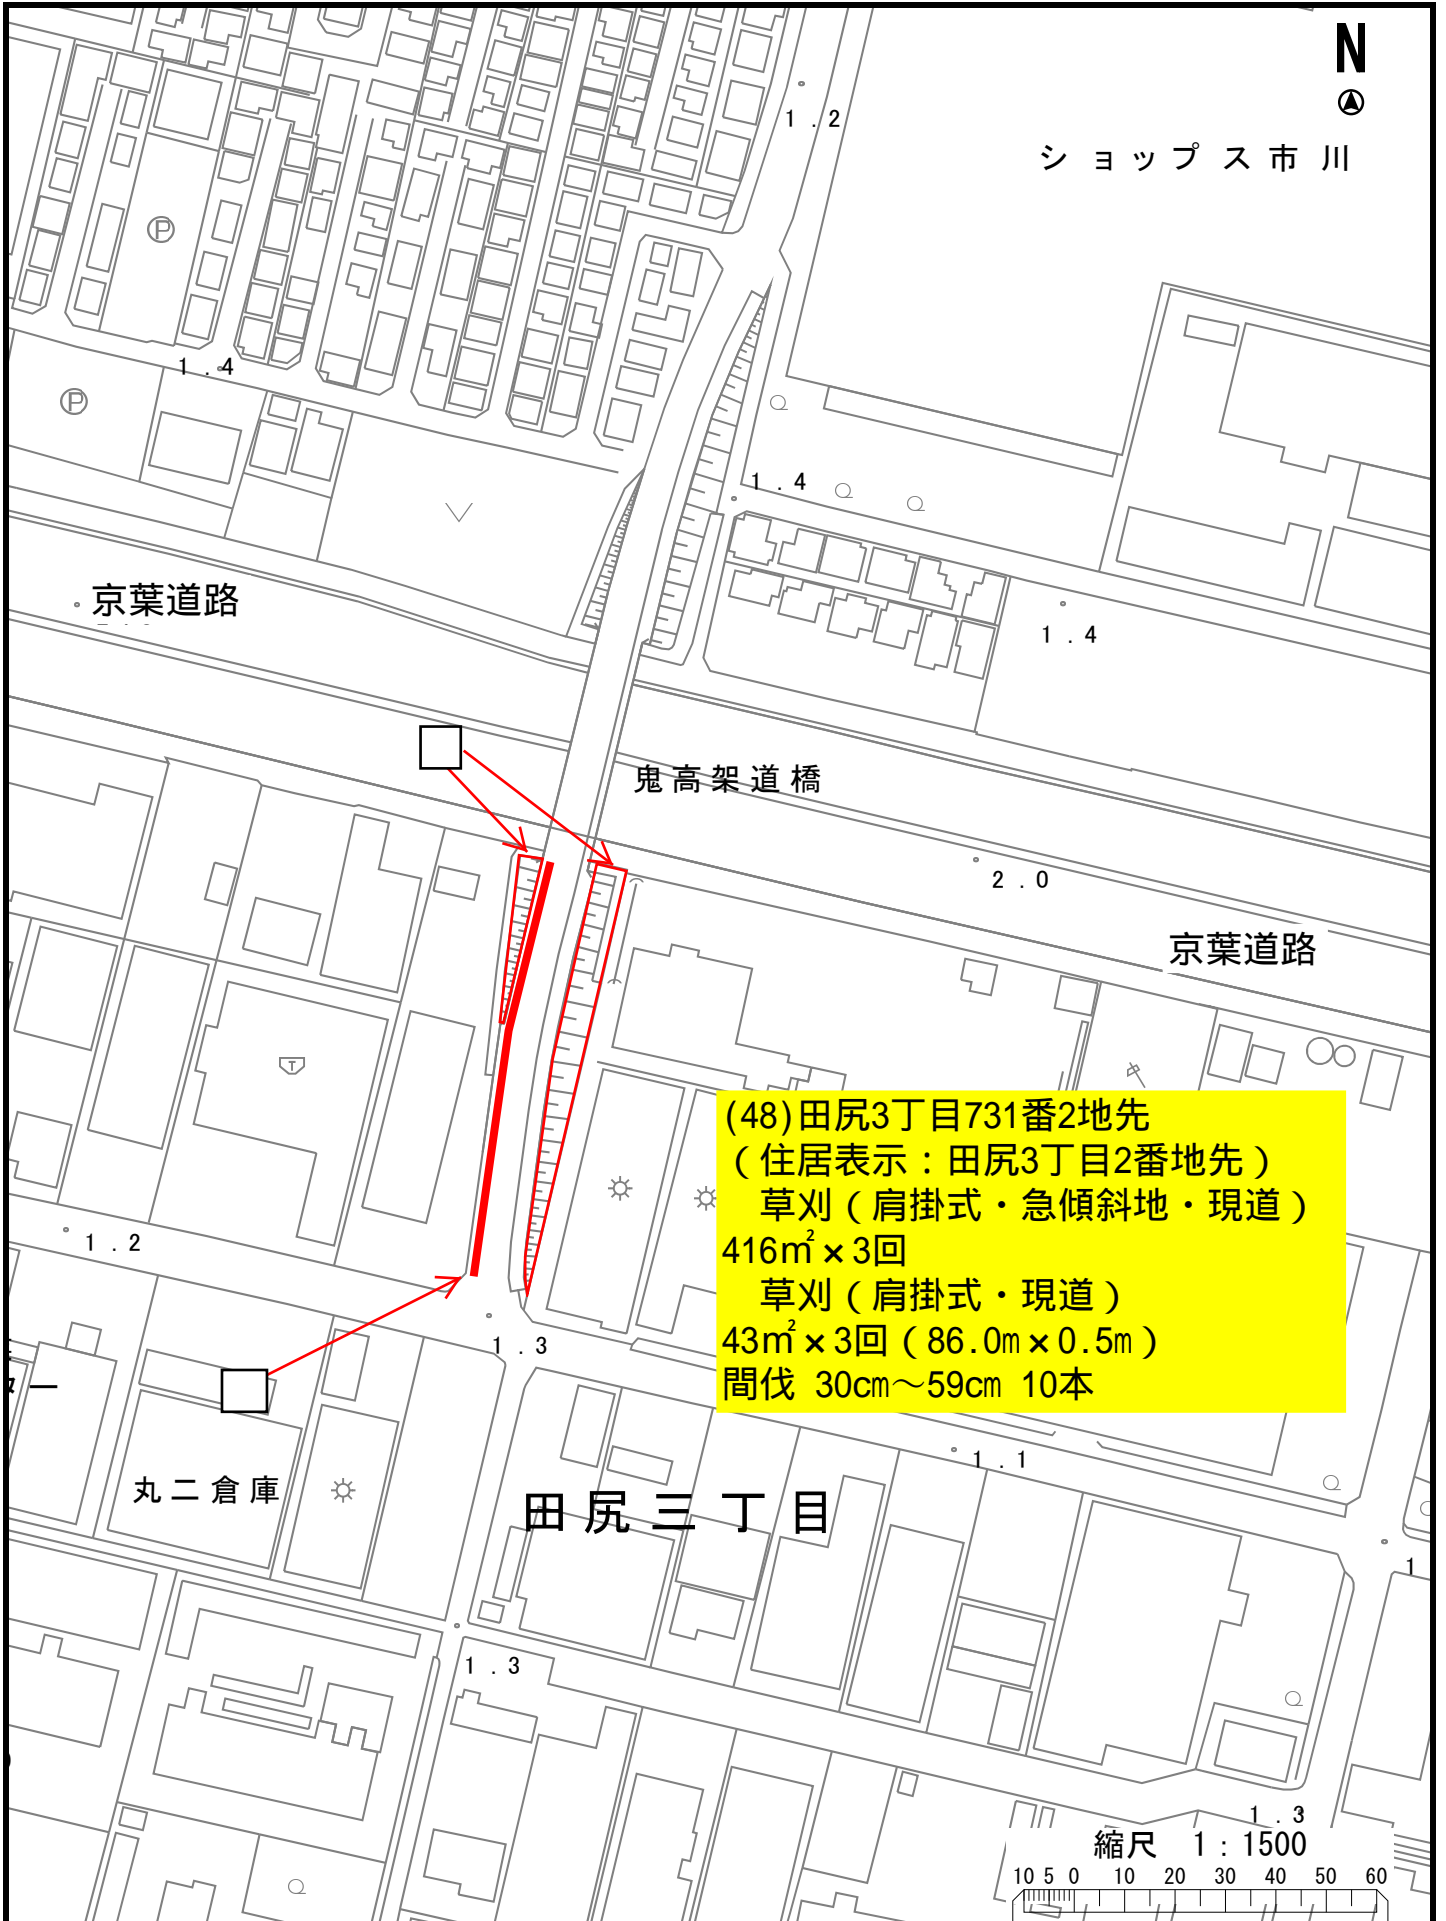 N
1.2
ショップス市川
Ⓟ
1.4
Ⓟ
1.4
京葉道路
1.4
鬼高架道橋
2.0
京葉道路
T
(48)田尻3丁目731番2地先
（住居表示：田尻3丁目2番地先）
草刈（肩掛式・急傾斜地・現道）
416㎡×3回
草刈（肩掛式・現道）
43㎡×3回（86.0m×0.5m）
間伐 30cm～59cm 10本
1.2
1.3
1.1
丸二倉庫
田尻三丁目
1
1.3
1.3
縮尺 1：1500
10 5 0 10 20 30 40 50 60